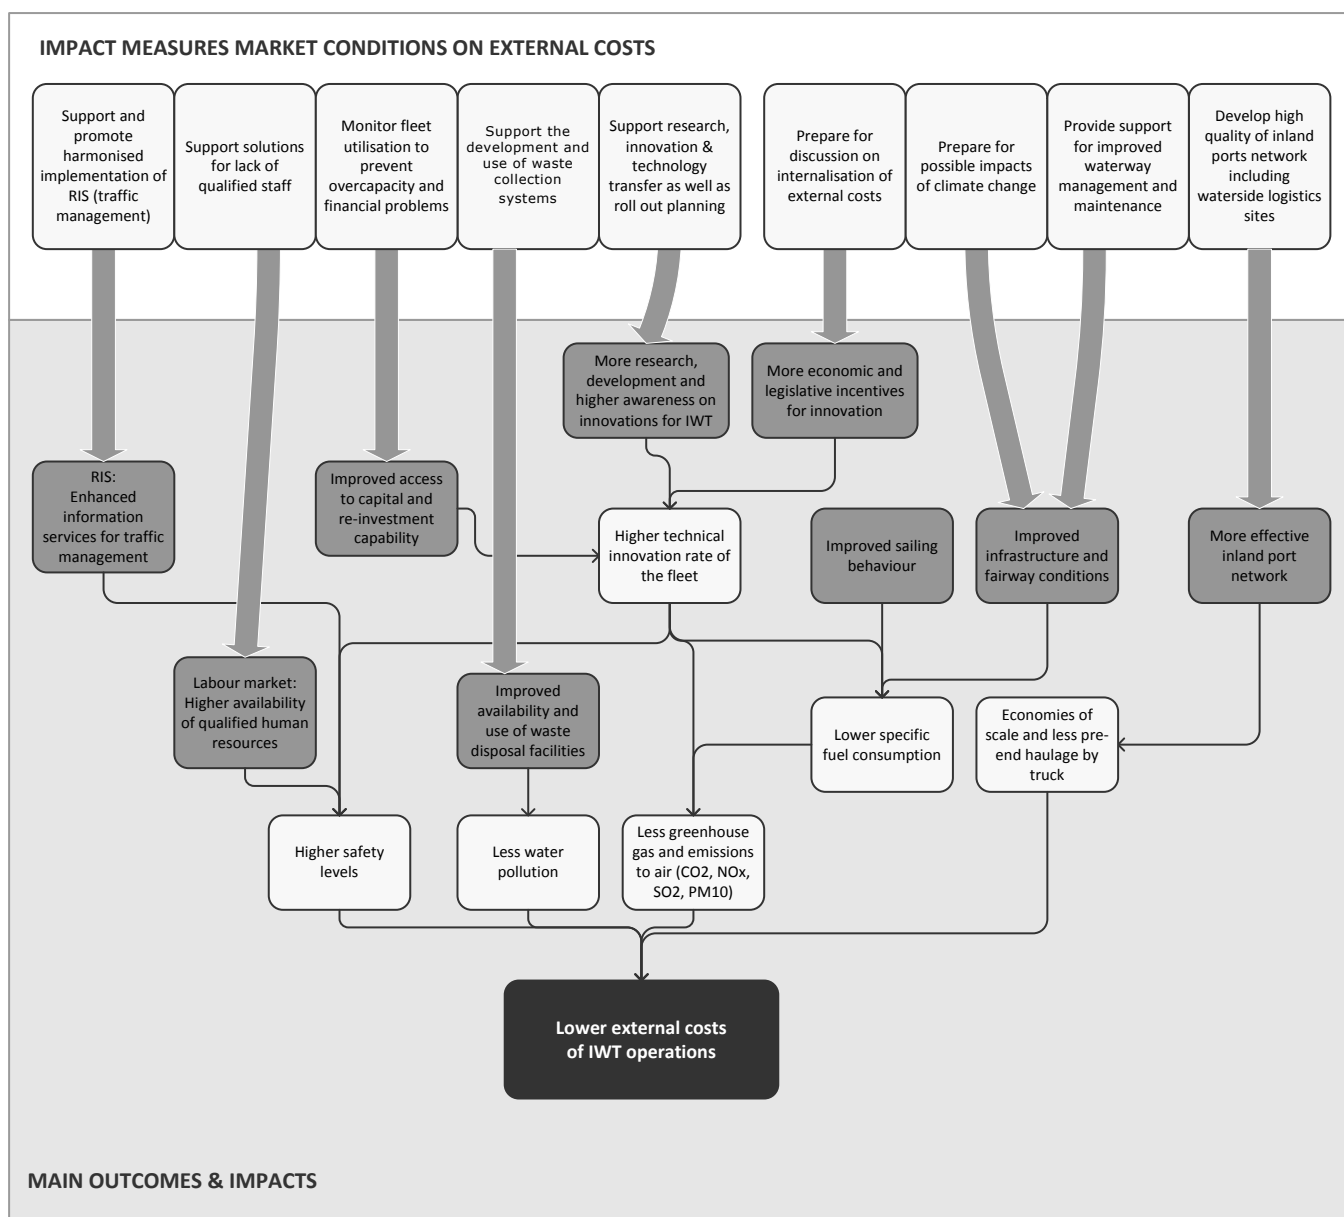 IMPACT MEASURES MARKET CONDITIONS ON EXTERNAL COSTS
Support and
promote
harmonised
implementation of
RIS (traffic
management)
Support solutions
for lack of
qualified staff
Monitor fleet
utilisation to
prevent
overcapacity and
financial problems
Support the
development and
use of waste
collection
systems
Support research,
innovation &
technology
transfer as well as
roll out planning
Prepare for
discussion on
internalisation of
external costs
Prepare for
possible impacts
of climate change
Provide support
for improved
waterway
management and
maintenance
Develop high
quality of inland
ports network
including
waterside logistics
sites
More research,
development and
higher awareness on
innovations for IWT
More economic and
legislative incentives
for innovation
RIS:
Enhanced
information
services for traffic
management
Improved access
to capital and
re-investment
capability
Higher technical
innovation rate of
the fleet
Improved sailing
behaviour
Improved
infrastructure and
fairway conditions
More effective
inland port
network
Labour market:
Higher availability
of qualified human
resources
Improved
availability and
use of waste
disposal facilities
Lower specific
fuel consumption
Economies of
scale and less pre-
end haulage by
truck
Higher safety
levels
Less water
pollution
Less greenhouse
gas and emissions
to air (CO2, NOx,
SO2, PM10)
Lower external costs
of IWT operations
MAIN OUTCOMES & IMPACTS